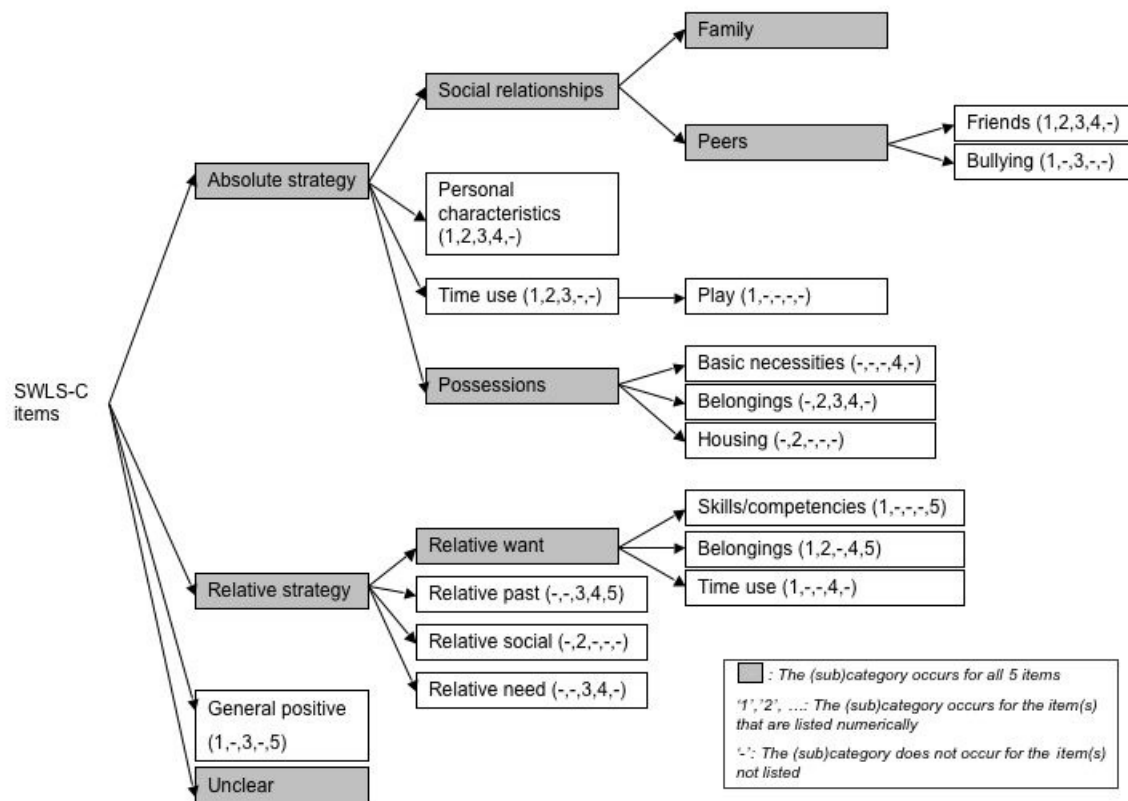 Family
Social relationships
Peers
Friends (1,2,3,4,-)
Bullying (1,-,3,-,-)
Absolute strategy
Personal
characteristics
(1,2,3,4,-)
Time use (1,2,3,-,-)
Play (1,-,-,-,-)
Possessions
Basic necessities (-,-,-,4,-)
Belongings (-,2,3,4,-)
Housing (-,2,-,-,-)
SWLS-C
items
Relative strategy
Relative want
Skills/competencies (1,-,-,-,5)
Belongings (1,2,-,4,5)
Time use (1,-,-,4,-)
Relative past (-,-,3,4,5)
Relative social (-,2,-,-,-)
Relative need (-,-,3,4,-)
General positive
(1,-,3,-,5)
Unclear
: The (sub)category occurs for all 5 items
‘1’,’2’, …: The (sub)category occurs for the item(s)
that are listed numerically
‘-’: The (sub)category does not occur for the item(s)
not listed